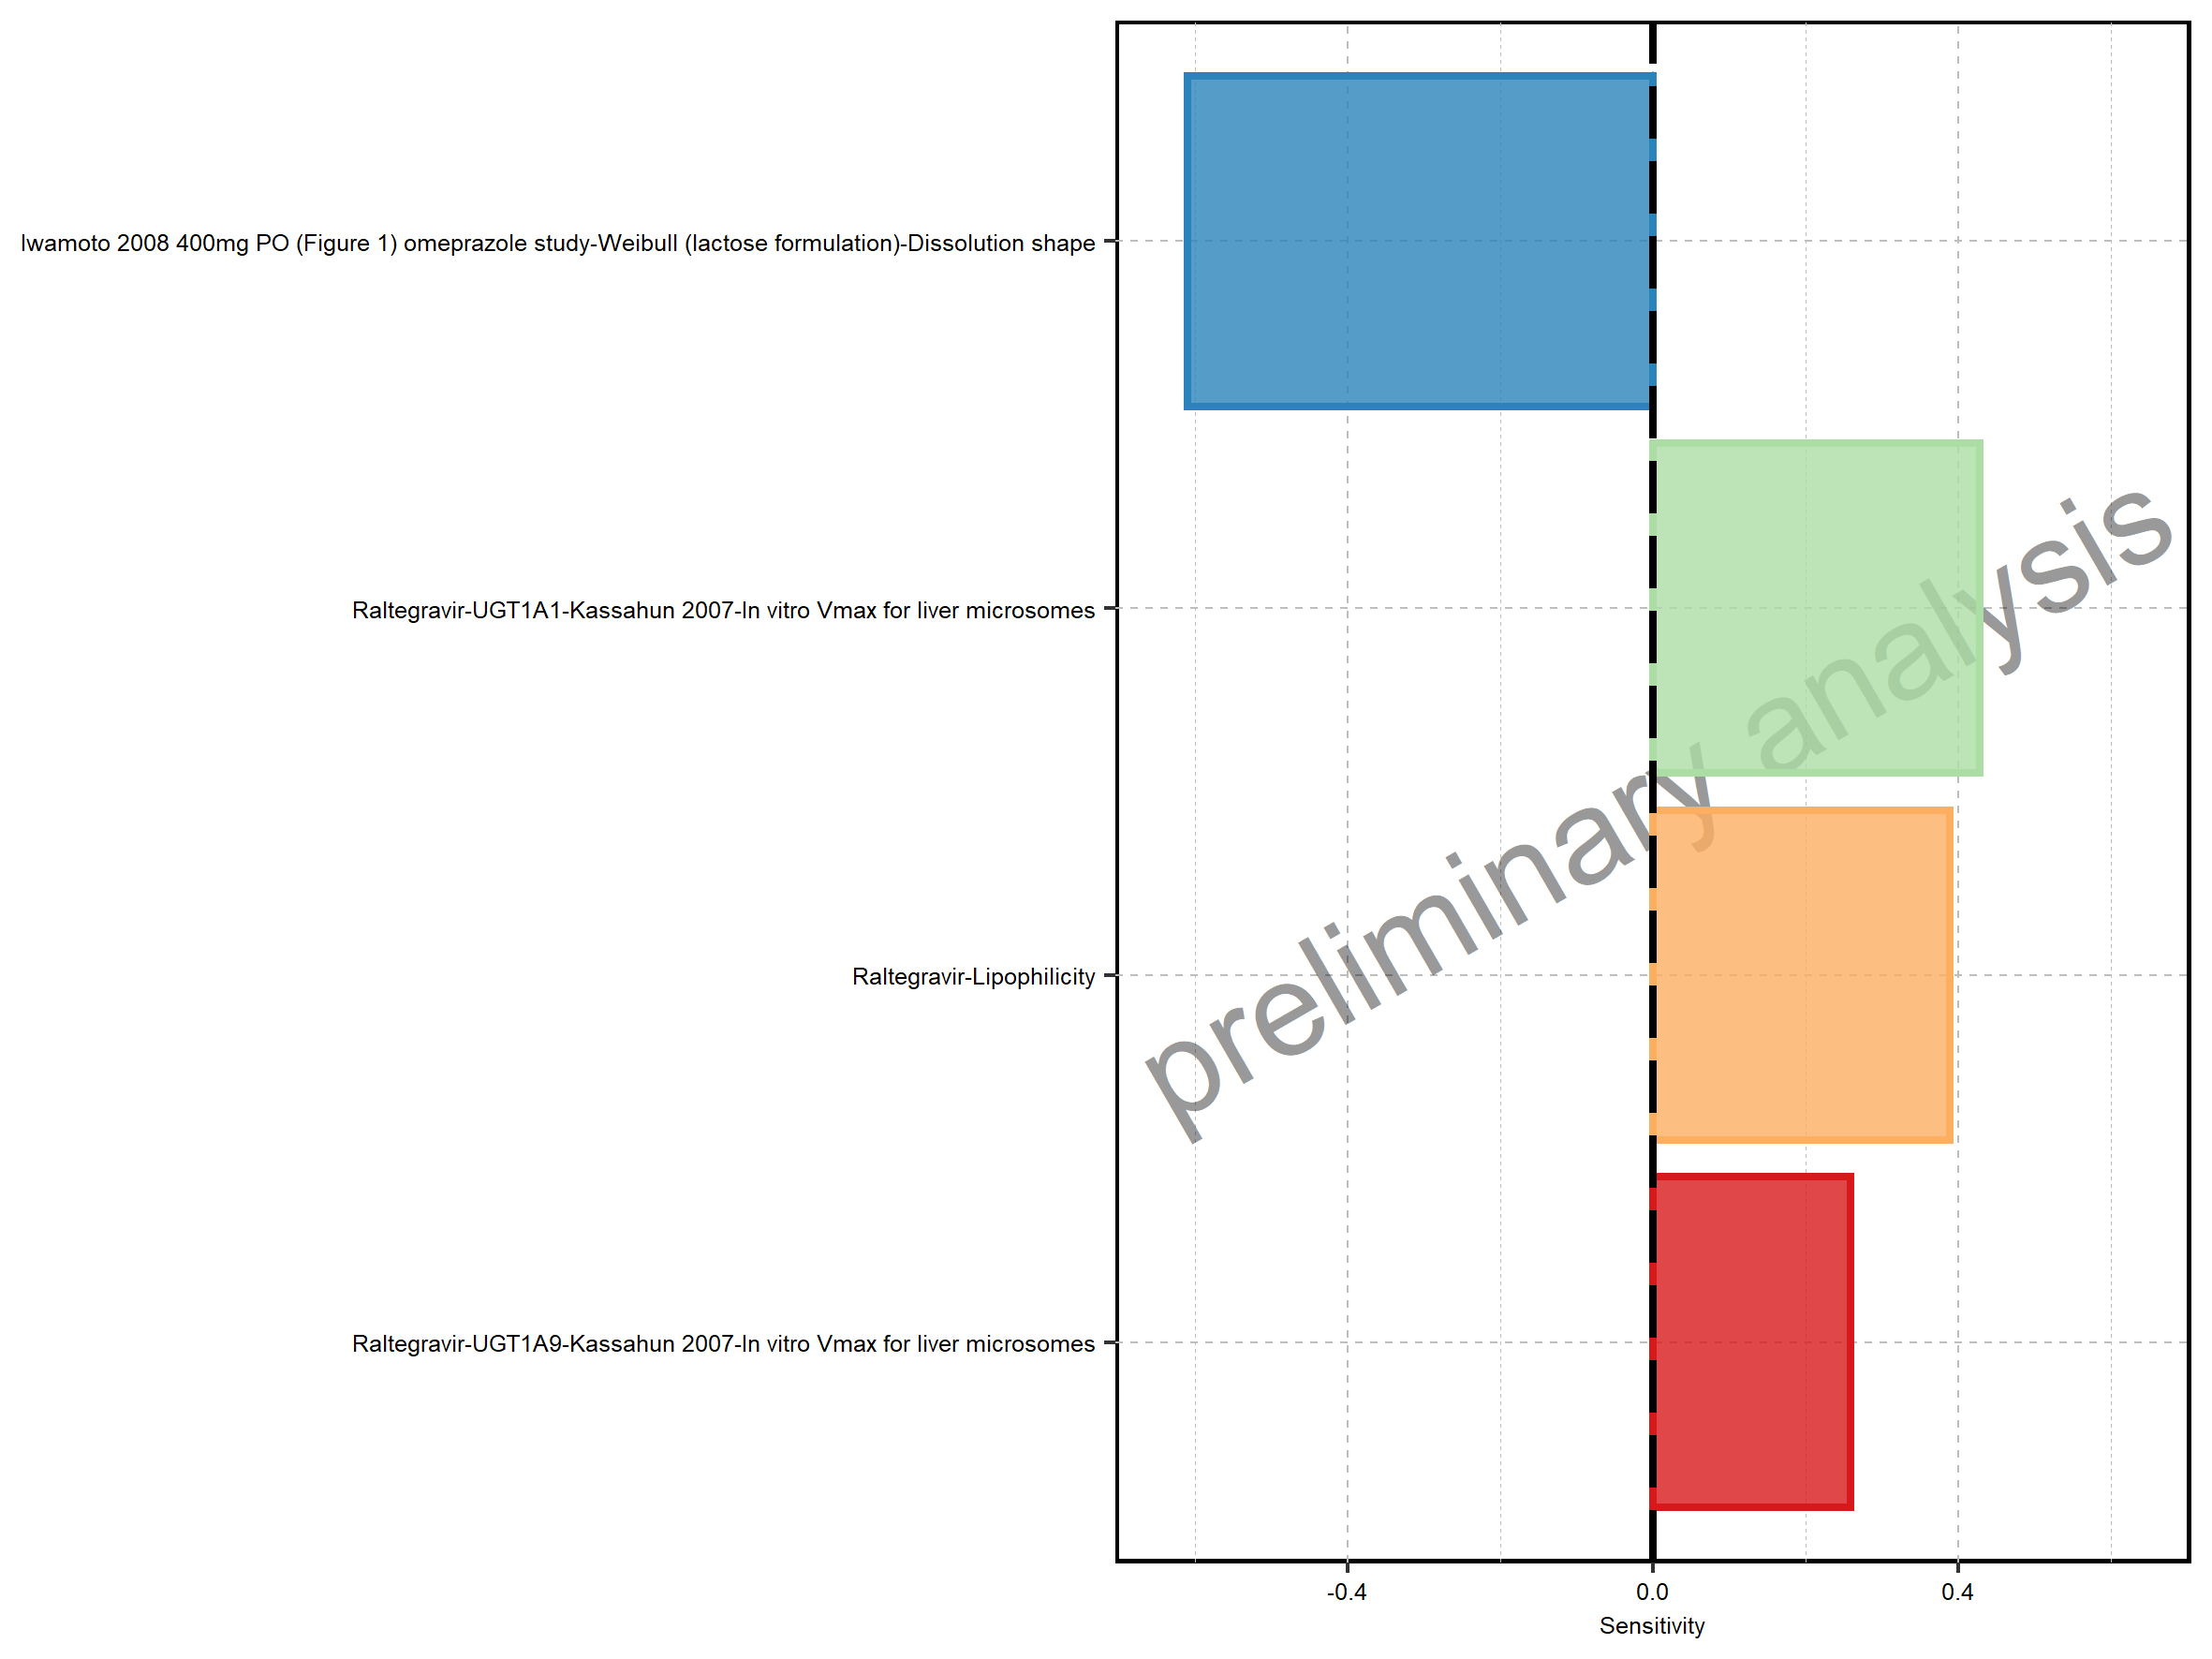 Iwamoto 2008 400mg PO (Figure 1) omeprazole study-Weibull (lactose formulation)-Dissolution shape
Raltegravir-UGT1A1-Kassahun 2007-In vitro Vmax for liver microsomes
Raltegravir-Lipophilicity
Raltegravir-UGT1A9-Kassahun 2007-In vitro Vmax for liver microsomes
preliminary analysis
-0.4 0.0 0.4
Sensitivity